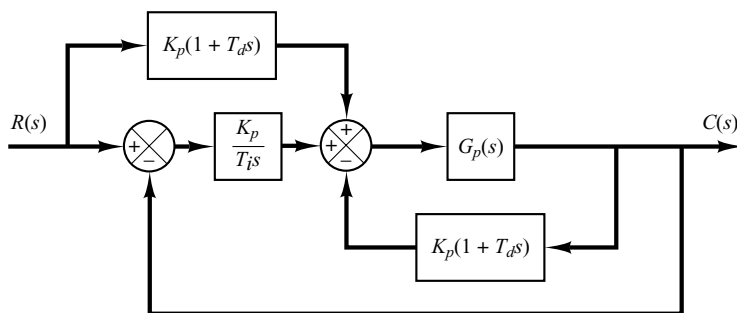 K_p(1 + T_d s)
R(s)
C(s)
+
+
−
K_p
T_i s
+
+
−
G_p(s)
K_p(1 + T_d s)